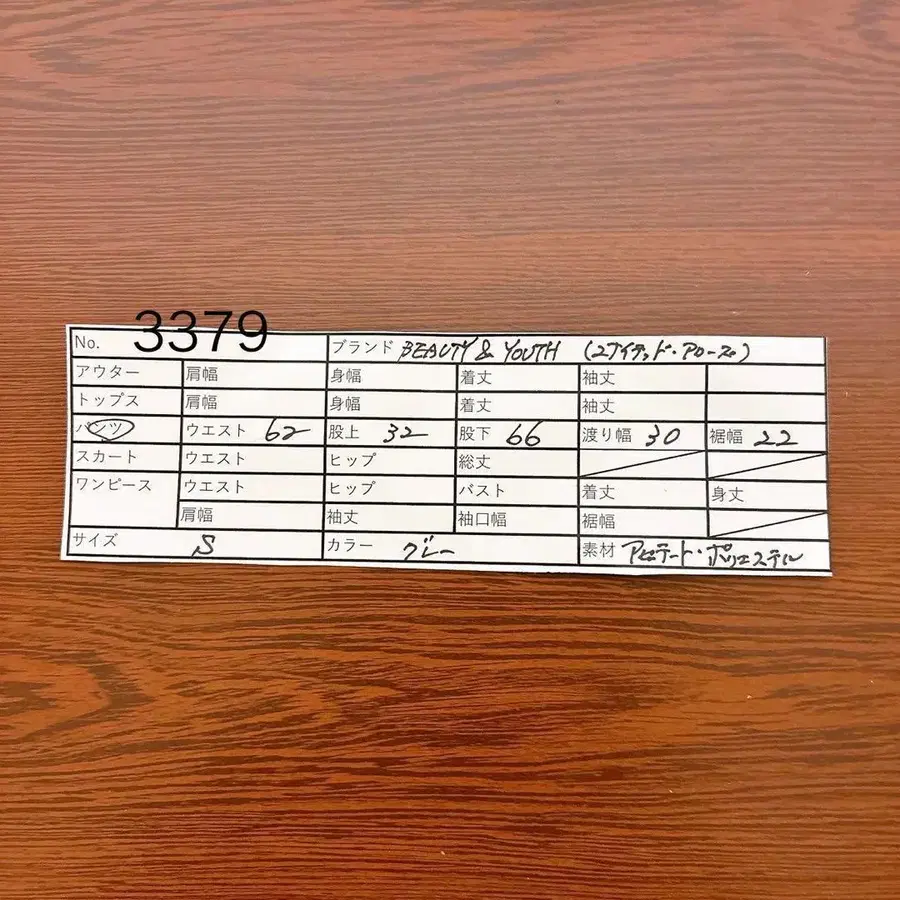 No. 3379 ブランド BEAUTY & YOUTH (ユナイテッド・アローズ)
アウター 肩幅 身幅 着丈 袖丈
トップス 肩幅 身幅 着丈 袖丈
パンツ ウエスト 62 股上 32 股下 66 渡り幅 30 裾幅 22
スカート ウエスト ヒップ 総丈
ワンピース ウエスト ヒップ バスト 着丈 身丈
肩幅 袖丈 袖口幅 裾幅
サイズ S カラー グレー 素材 アセテート・ポリエステル